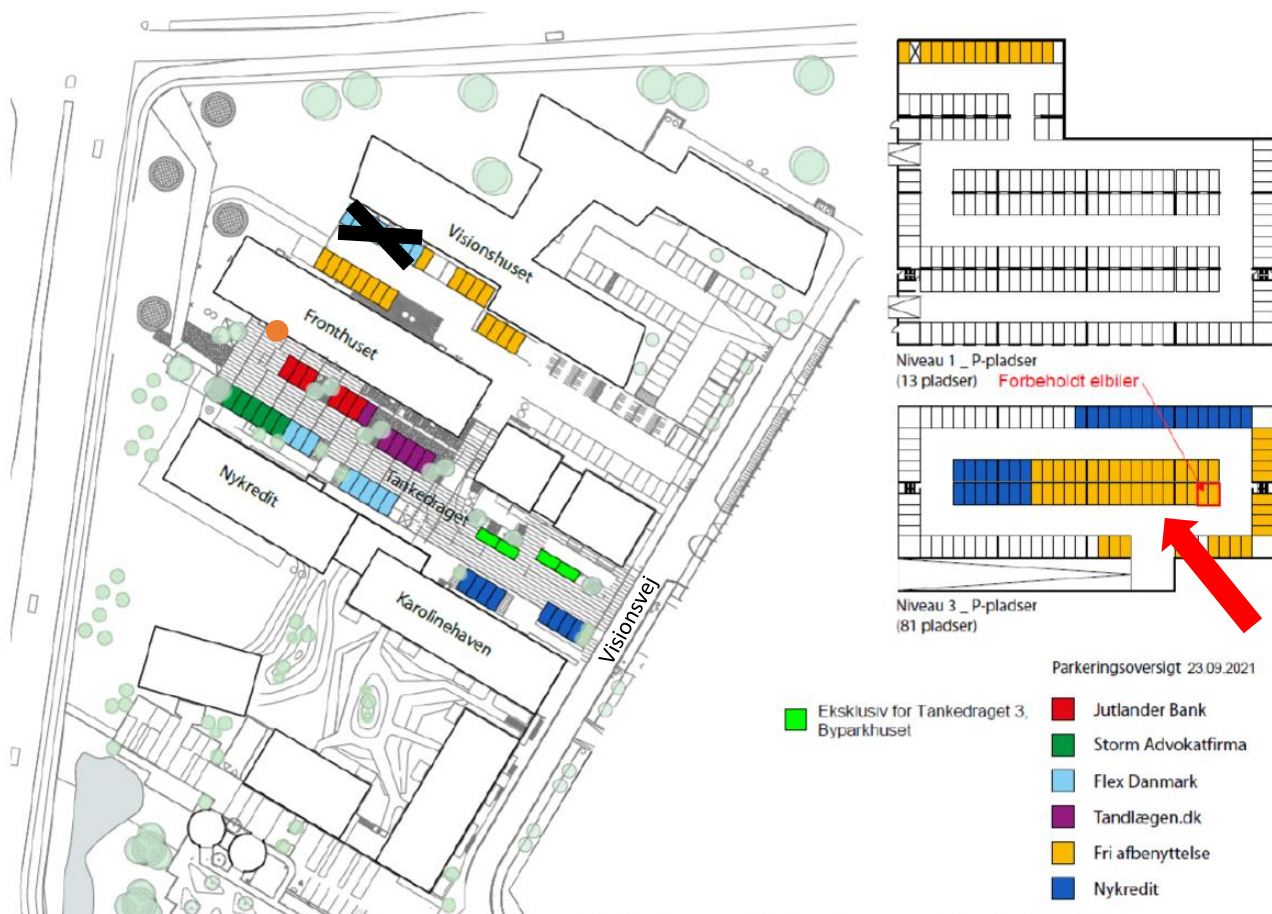 Visionshuset
Fronthuset
Nykredit
Tankedraget
Karolinehaven
Visionsvej
Niveau 1 _ P-pladser
(13 pladser)
Forbeholdt elbiler
Niveau 3 _ P-pladser
(81 pladser)
Parkeringsoversigt 23.09.2021
Eksklusiv for Tankedraget 3,
Byparkhuset
Jutlander Bank
Storm Advokatfirma
Flex Danmark
Tandlægen.dk
Fri afbenyttelse
Nykredit